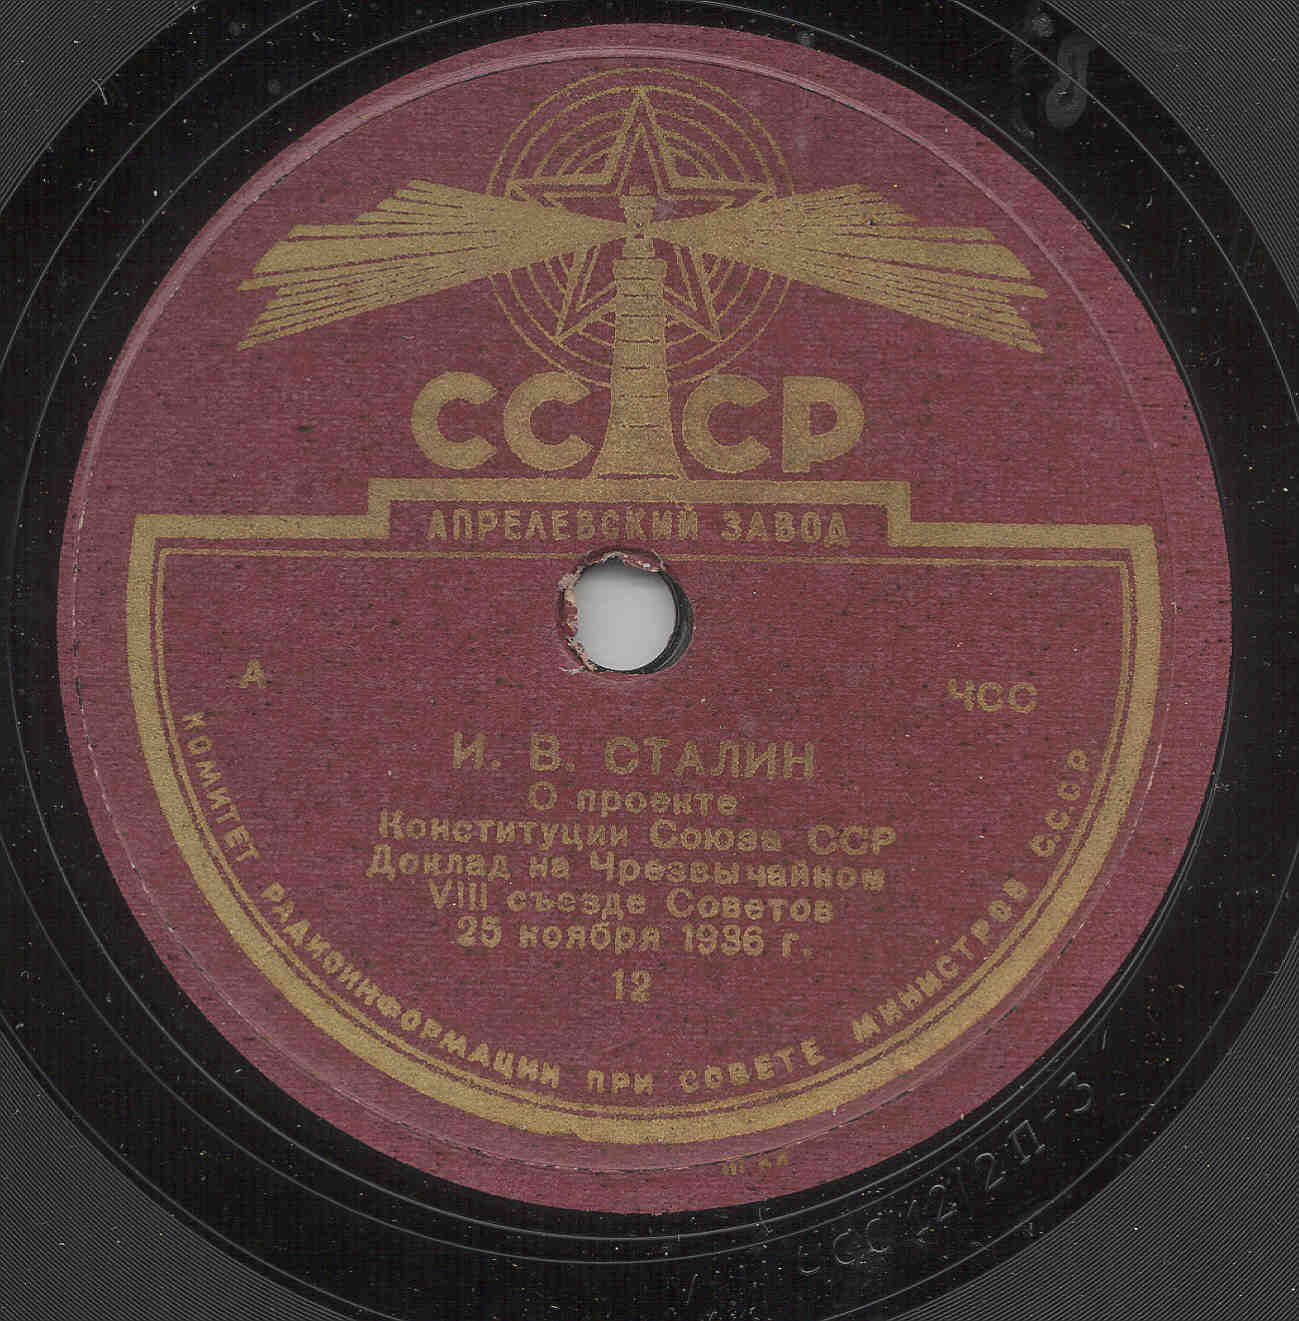 СССР
АПРЕЛЕВСКИЙ ЗАВОД
А
ЧСС
И. В. СТАЛИН
О проекте
Конституции Союза ССР
Доклад на Чрезвычайном
VIII съезде Советов
25 ноября 1936 г.
12
КОМИТЕТ РАДИОИНФОРМАЦИИ ПРИ СОВЕТЕ МИНИСТРОВ СССР